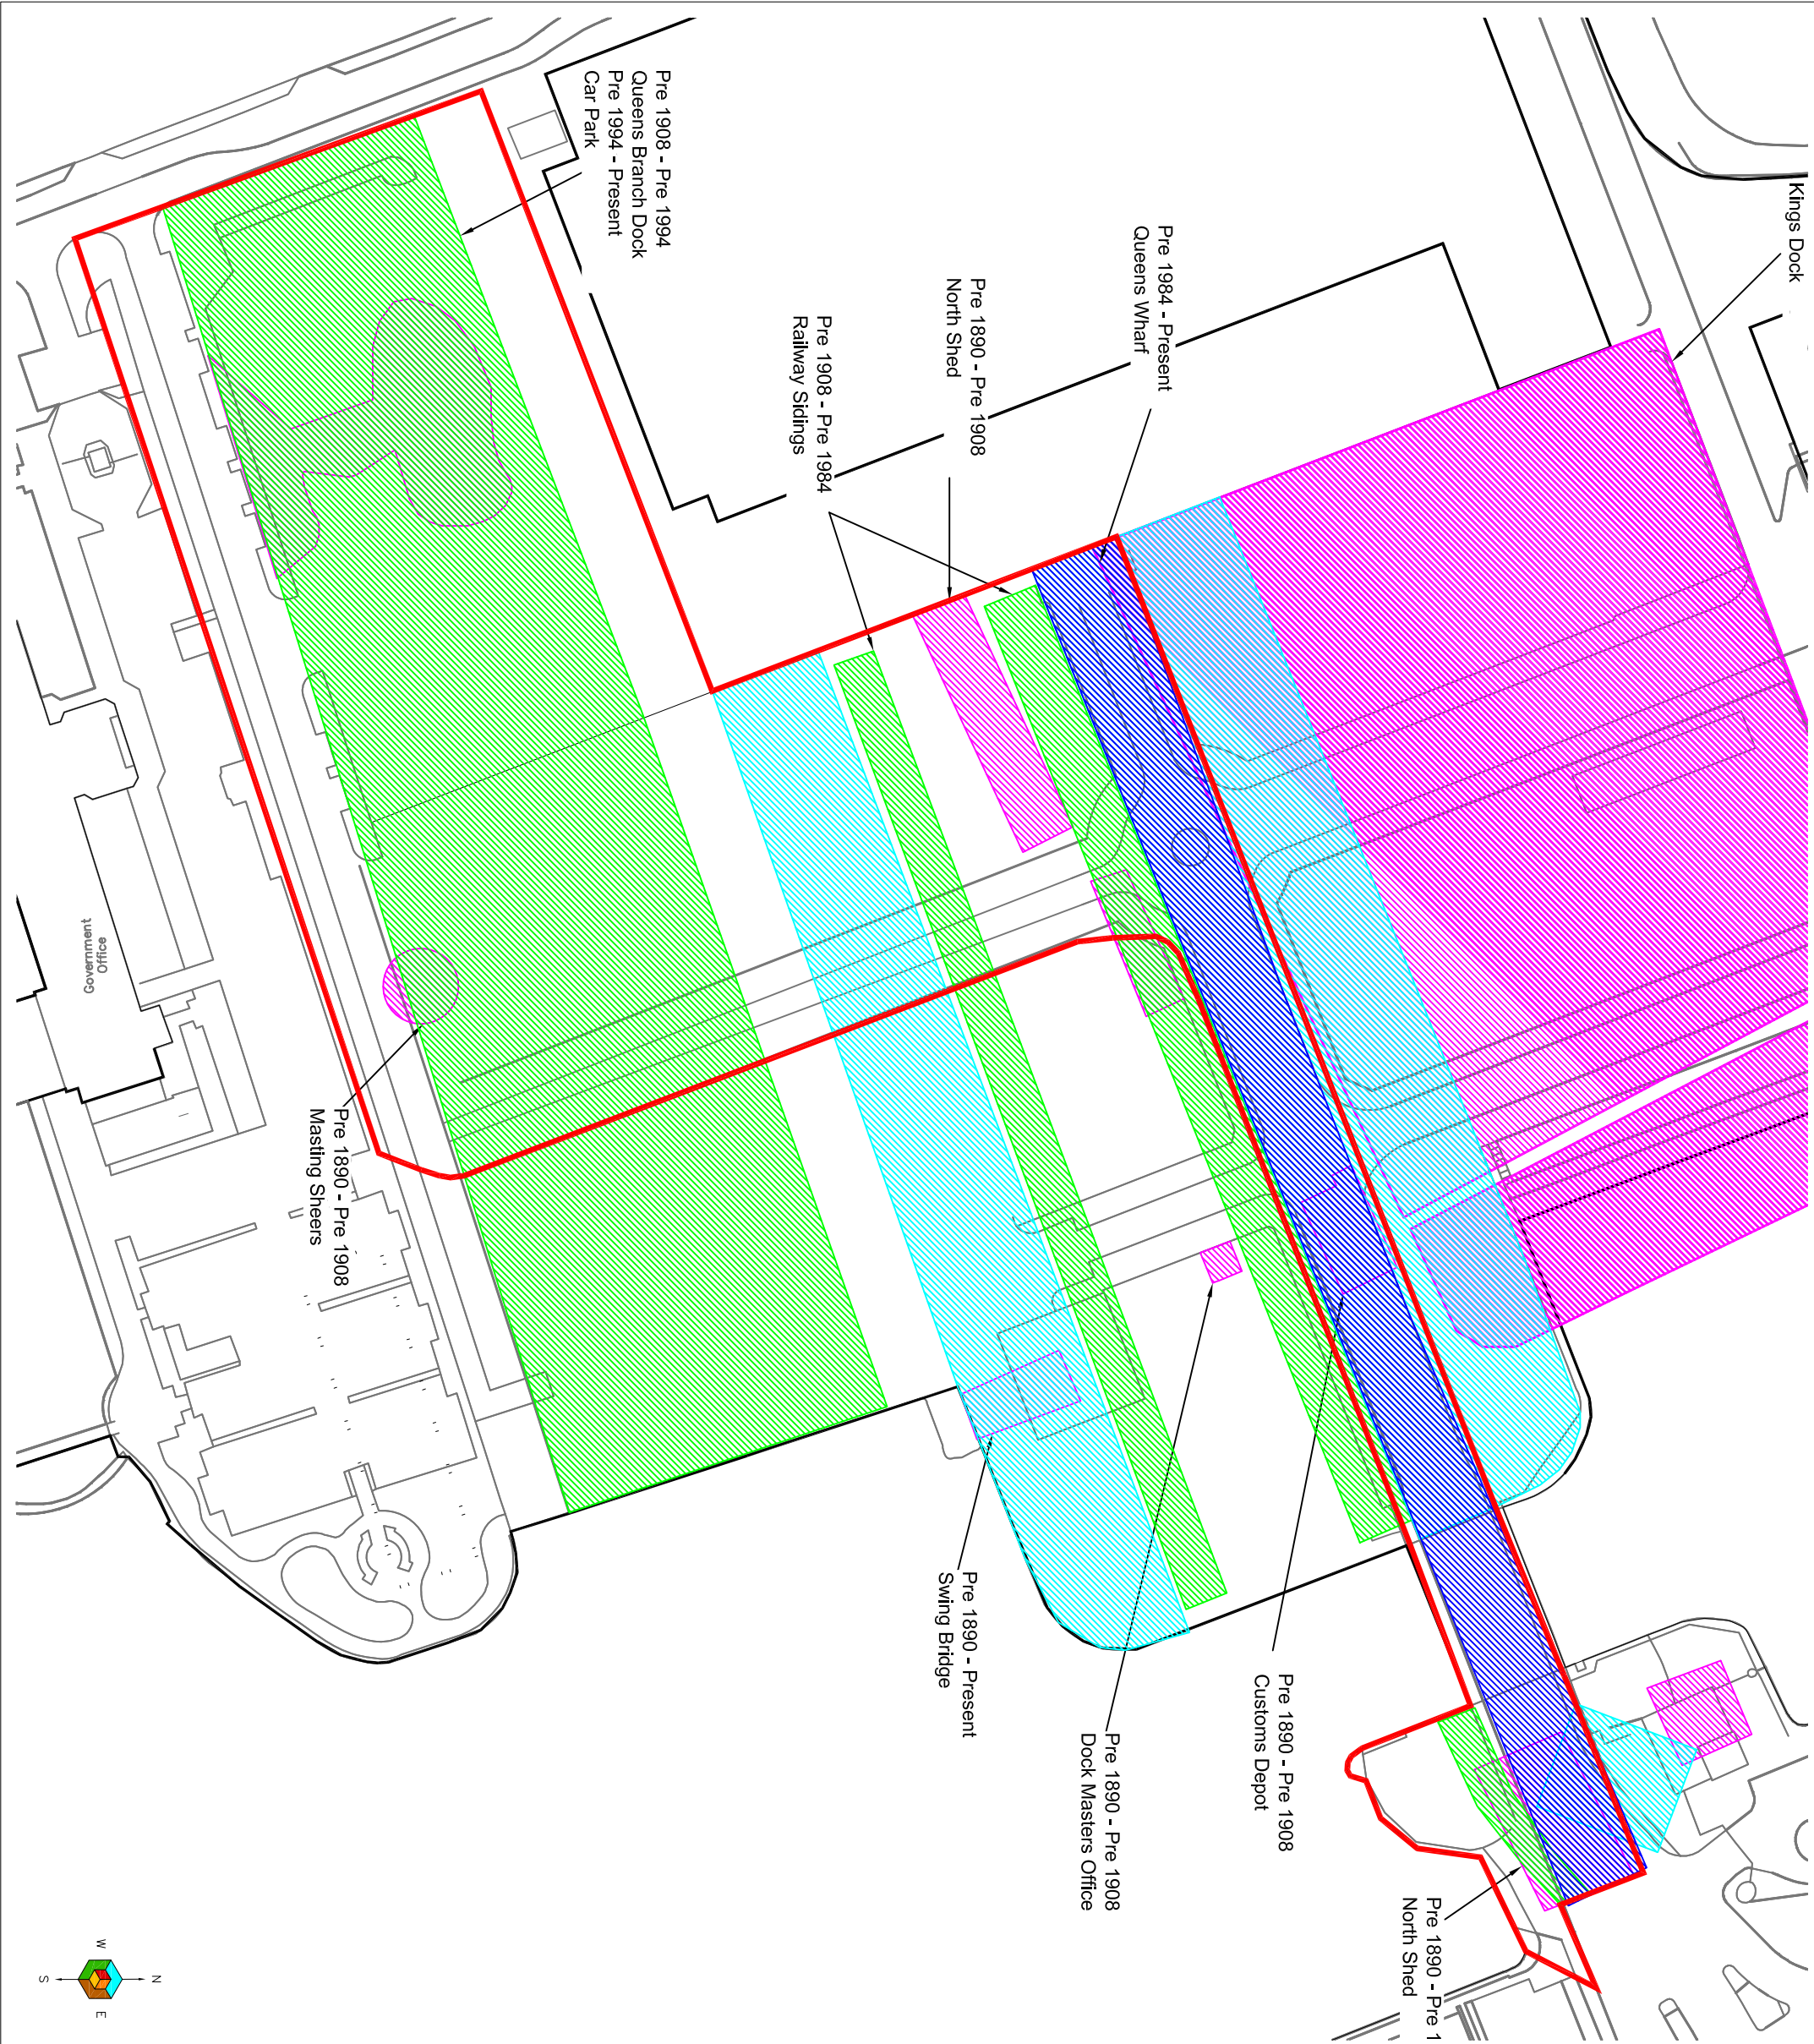 Kings Dock
Pre 1908 - Pre 1994
Queens Branch Dock
Pre 1994 - Present
Car Park
Pre 1984 - Present
Queens Wharf
Pre 1890 - Pre 1908
North Shed
Pre 1908 - Pre 1984
Railway Sidings
Government
Office
Pre 1890 - Pre 1908
Masting Sheers
Pre 1890 - Present
Swing Bridge
Pre 1890 - Pre 1908
Customs Depot
Pre 1890 - Pre 1908
Dock Masters Office
Pre 1890 - Pre 1
North Shed
N
W
E
S